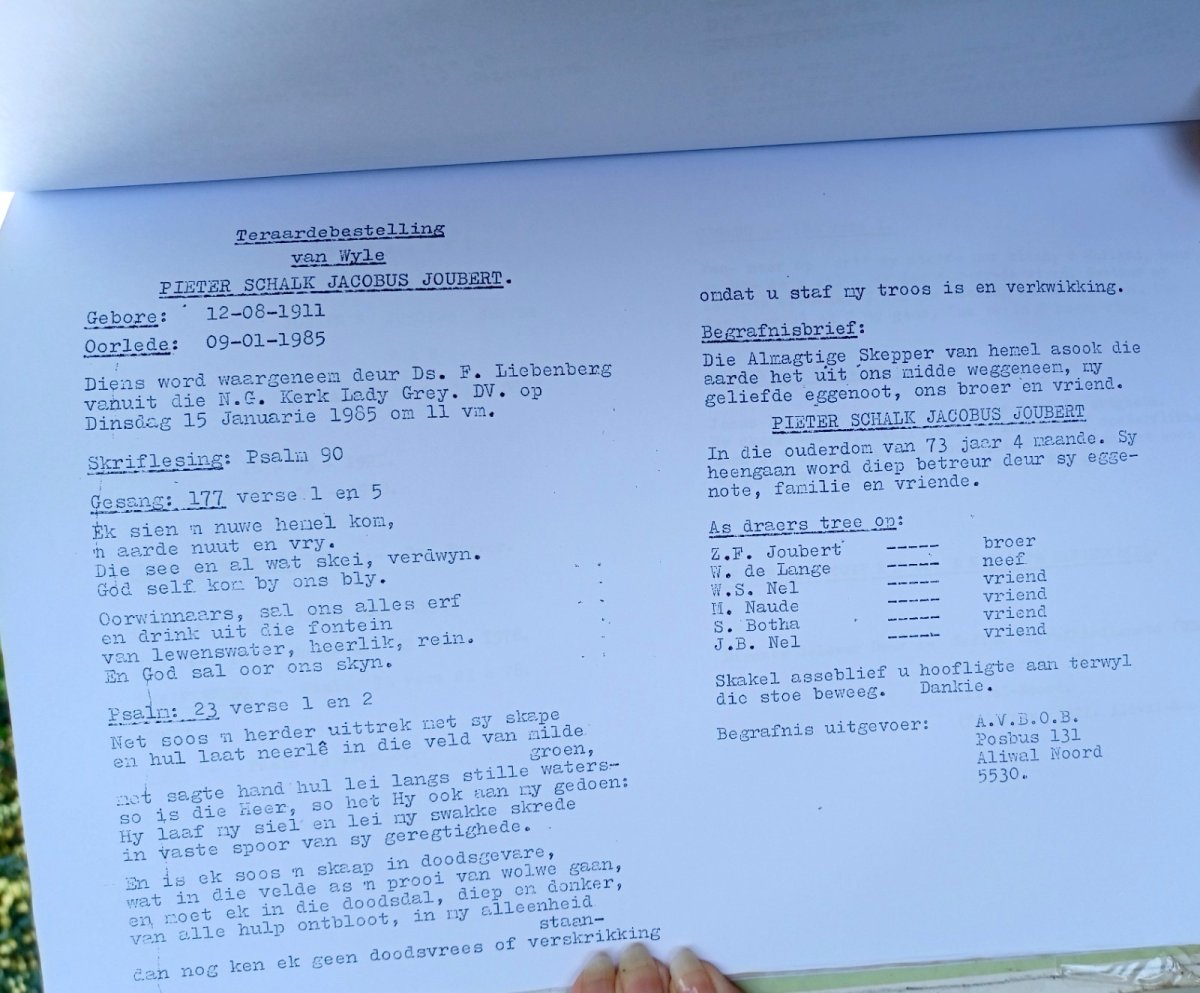 Teraardebestelling
van Wyle
PIETER SCHALK JACOBUS JOUBERT.
Gebore: 12-08-1911
Oorlede: 09-01-1985
Diens word waargeneem deur Ds. F. Liebenberg
vanuit die N.G. Kerk Lady Grey. DV. op
Dinsdag 15 Januarie 1985 om 11 vm.
Skriflesing: Psalm 90
Gesang: 177 verse 1 en 5
Ek sien 'n nuwe hemel kom,
'n aarde nuut en vry.
Die see en al wat skei, verdwyn.
God self kom by ons bly.
Oorwinnaars, sal ons alles erf
en drink uit die fontein
van lewenswater, heerlik, rein.
En God sal oor ons skyn.
Psalm: 23 verse 1 en 2
Net soos 'n herder uittrek met sy skape
en hul laat neerlê in die veld van milde
groen,
met sagte hand hul lei langs stille waters-
so is die Heer, so het Hy ook aan my gedoen:
Hy laaf my siel en lei my swakke skrede
in vaste spoor van sy geregtighede.
En is ek soos 'n skaap in doodsgevare,
wat in die velde as 'n prooi van wolwe gaan,
en moet ek in die doodsdal, diep en donker,
van alle hulp ontbloot, in my alleenheid
staan-
dan nog ken ek geen doodsvrees of verskrikking
omdat u staf my troos is en verkwikking.
Begrafnisbrief:
Die Almagtige Skepper van hemel asook die
aarde het uit ons midde weggeneem, my
geliefde eggenoot, ons broer en vriend.
PIETER SCHALK JACOBUS JOUBERT
In die ouderdom van 73 jaar 4 maande. Sy
heengaan word diep betreur deur sy egge-
note, familie en vriende.
As draers tree op:
Z.F. Joubert ----- broer
W. de Lange ----- neef
W.S. Nel ----- vriend
M. Naude ----- vriend
S. Botha ----- vriend
J.B. Nel ----- vriend
Skakel asseblief u hoofligte aan terwyl
die stoe beweeg. Dankie.
Begrafnis uitgevoer: A.V.B.O.B.
Posbus 131
Aliwal Noord
5530.